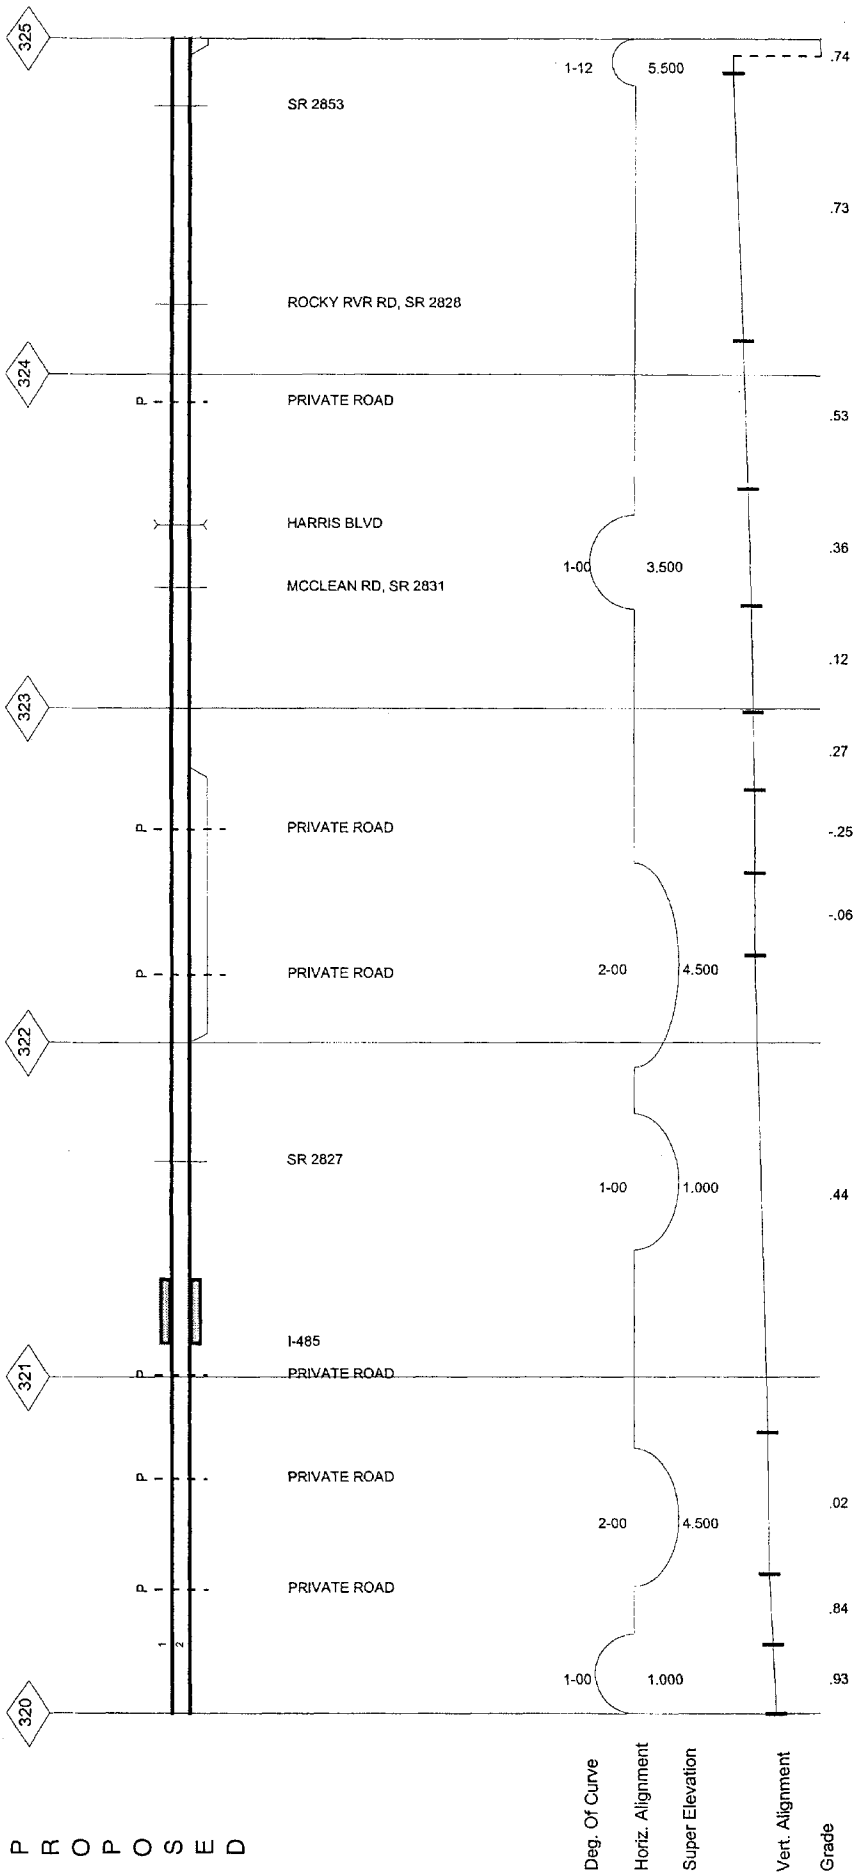 325
1-12
5.500
.74
SR 2853
.73
ROCKY RVR RD, SR 2828
324
P
PRIVATE ROAD
.53
HARRIS BLVD
.36
1-00
3.500
MCCLEAN RD, SR 2831
.12
323
.27
P
PRIVATE ROAD
-.25
-.06
P
PRIVATE ROAD
2-00
4.500
322
SR 2827
1-00
1.000
.44
I-485
321
P
PRIVATE ROAD
P
PRIVATE ROAD
.02
2-00
4.500
P
PRIVATE ROAD
.84
1
2
1-00
1.000
.93
320
PROPOSED
Deg. Of Curve
Horiz. Alignment
Super Elevation
Vert. Alignment
Grade